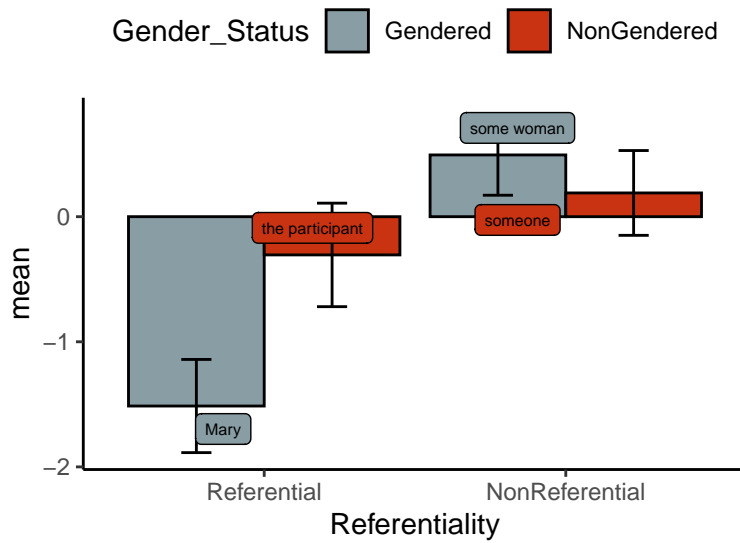 Gender_Status Gendered NonGendered
mean
0
−1
−2
some woman
the participant
someone
Mary
Referential NonReferential
Referentiality